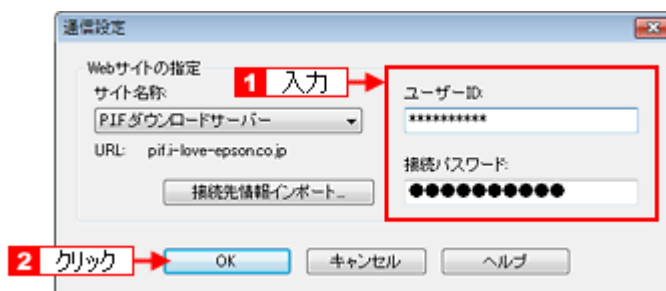 通信設定
Webサイトの指定
サイト名称:
PIFダウンロードサーバー
URL: pif.i-love-epson.co.jp
接続先情報インポート...
1 入力
ユーザーID:
**********
接続パスワード:
●●●●●●●●●●
2 クリック
OK
キャンセル
ヘルプ